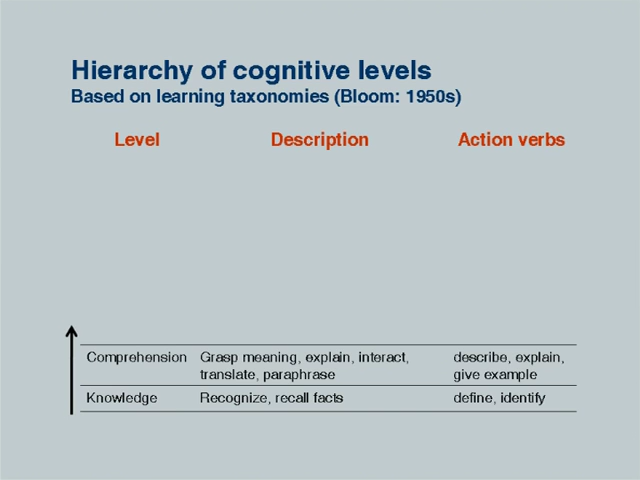 Hierarchy of cognitive levels
Based on learning taxonomies (Bloom: 1950s)
Level Description Action verbs
Comprehension Grasp meaning, explain, interact, describe, explain,
translate, paraphrase give example
Knowledge Recognize, recall facts define, identify